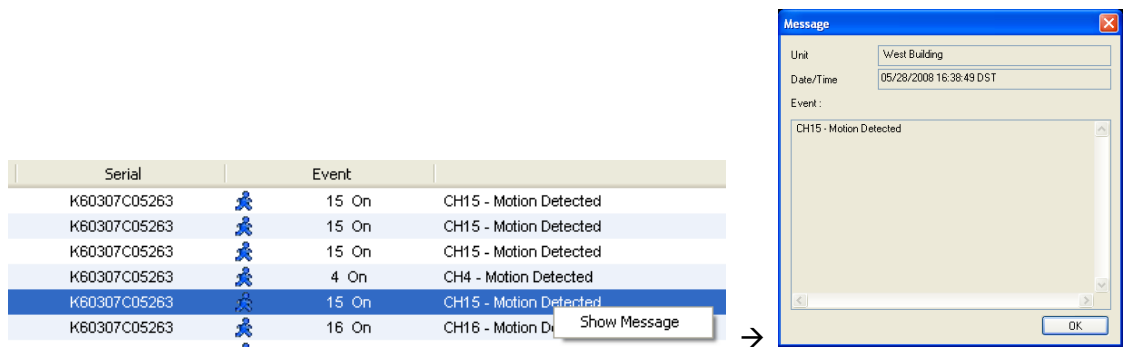 Serial Event
K60307C05263 15 On CH15 - Motion Detected
K60307C05263 15 On CH15 - Motion Detected
K60307C05263 15 On CH15 - Motion Detected
K60307C05263 4 On CH4 - Motion Detected
K60307C05263 15 On CH15 - Motion Detected
K60307C05263 16 On CH16 - Motion
Show Message
→
Message
Unit West Building
Date/Time 05/28/2008 16:38:49 DST
Event :
CH15 - Motion Detected
OK